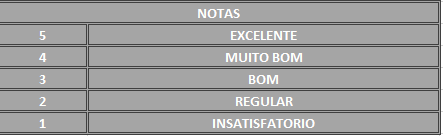 NOTAS
5 EXCELENTE
4 MUITO BOM
3 BOM
2 REGULAR
1 INSATISFATORIO